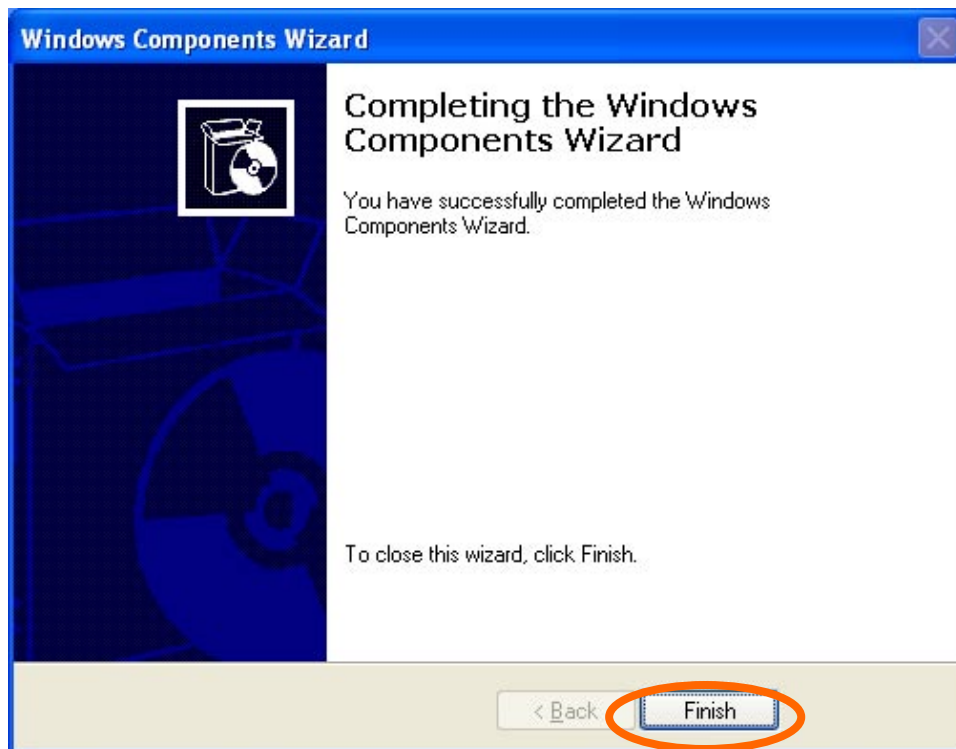 Windows Components Wizard
Completing the Windows
Components Wizard
You have successfully completed the Windows
Components Wizard.
To close this wizard, click Finish.
< Back
Finish